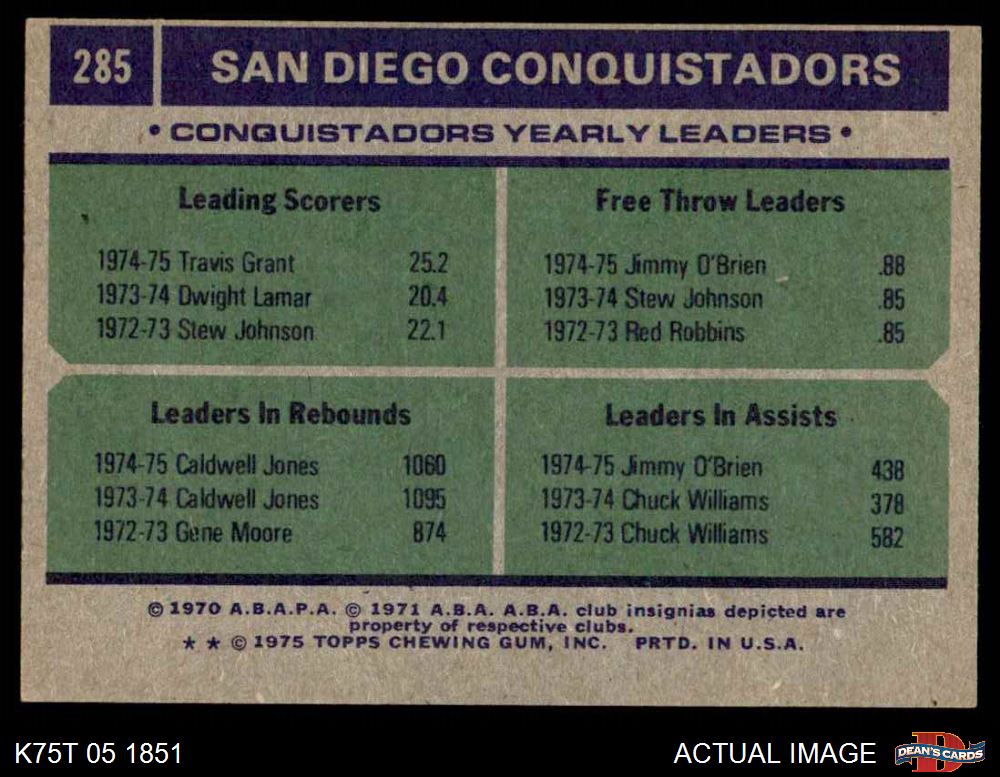 285
SAN DIEGO CONQUISTADORS
• CONQUISTADORS YEARLY LEADERS •
Leading Scorers
1974-75 Travis Grant 25.2
1973-74 Dwight Lamar 20.4
1972-73 Stew Johnson 22.1
Free Throw Leaders
1974-75 Jimmy O'Brien .88
1973-74 Stew Johnson .85
1972-73 Red Robbins .85
Leaders In Rebounds
1974-75 Caldwell Jones 1060
1973-74 Caldwell Jones 1095
1972-73 Gene Moore 874
Leaders In Assists
1974-75 Jimmy O'Brien 438
1973-74 Chuck Williams 378
1972-73 Chuck Williams 582
© 1970 A.B.A.P.A. © 1971 A.B.A. A.B.A. club insignias depicted are
property of respective clubs.
* * © 1975 TOPPS CHEWING GUM, INC. PRTD. IN U.S.A.
K75T 05 1851
ACTUAL IMAGE
D
DEAN'S CARDS